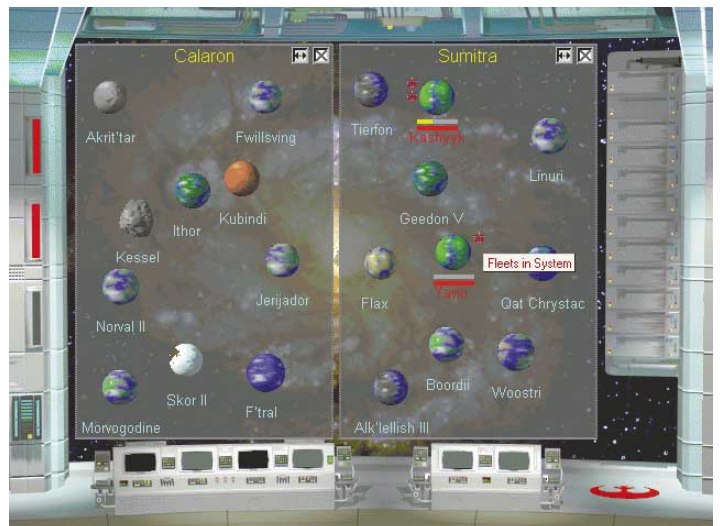 Calaron
Akrit'tar
Fwillsving
Ithor
Kubindi
Kessel
Norval II
Jerijador
Skor II
F'tral
Morvogodine
Sumitra
Tierfon
Kashyyk
Linuri
Geedon V
Fleets in System
Flax
Yavin
Qat Chrystac
Boordii
Woostri
Alk'lellish III